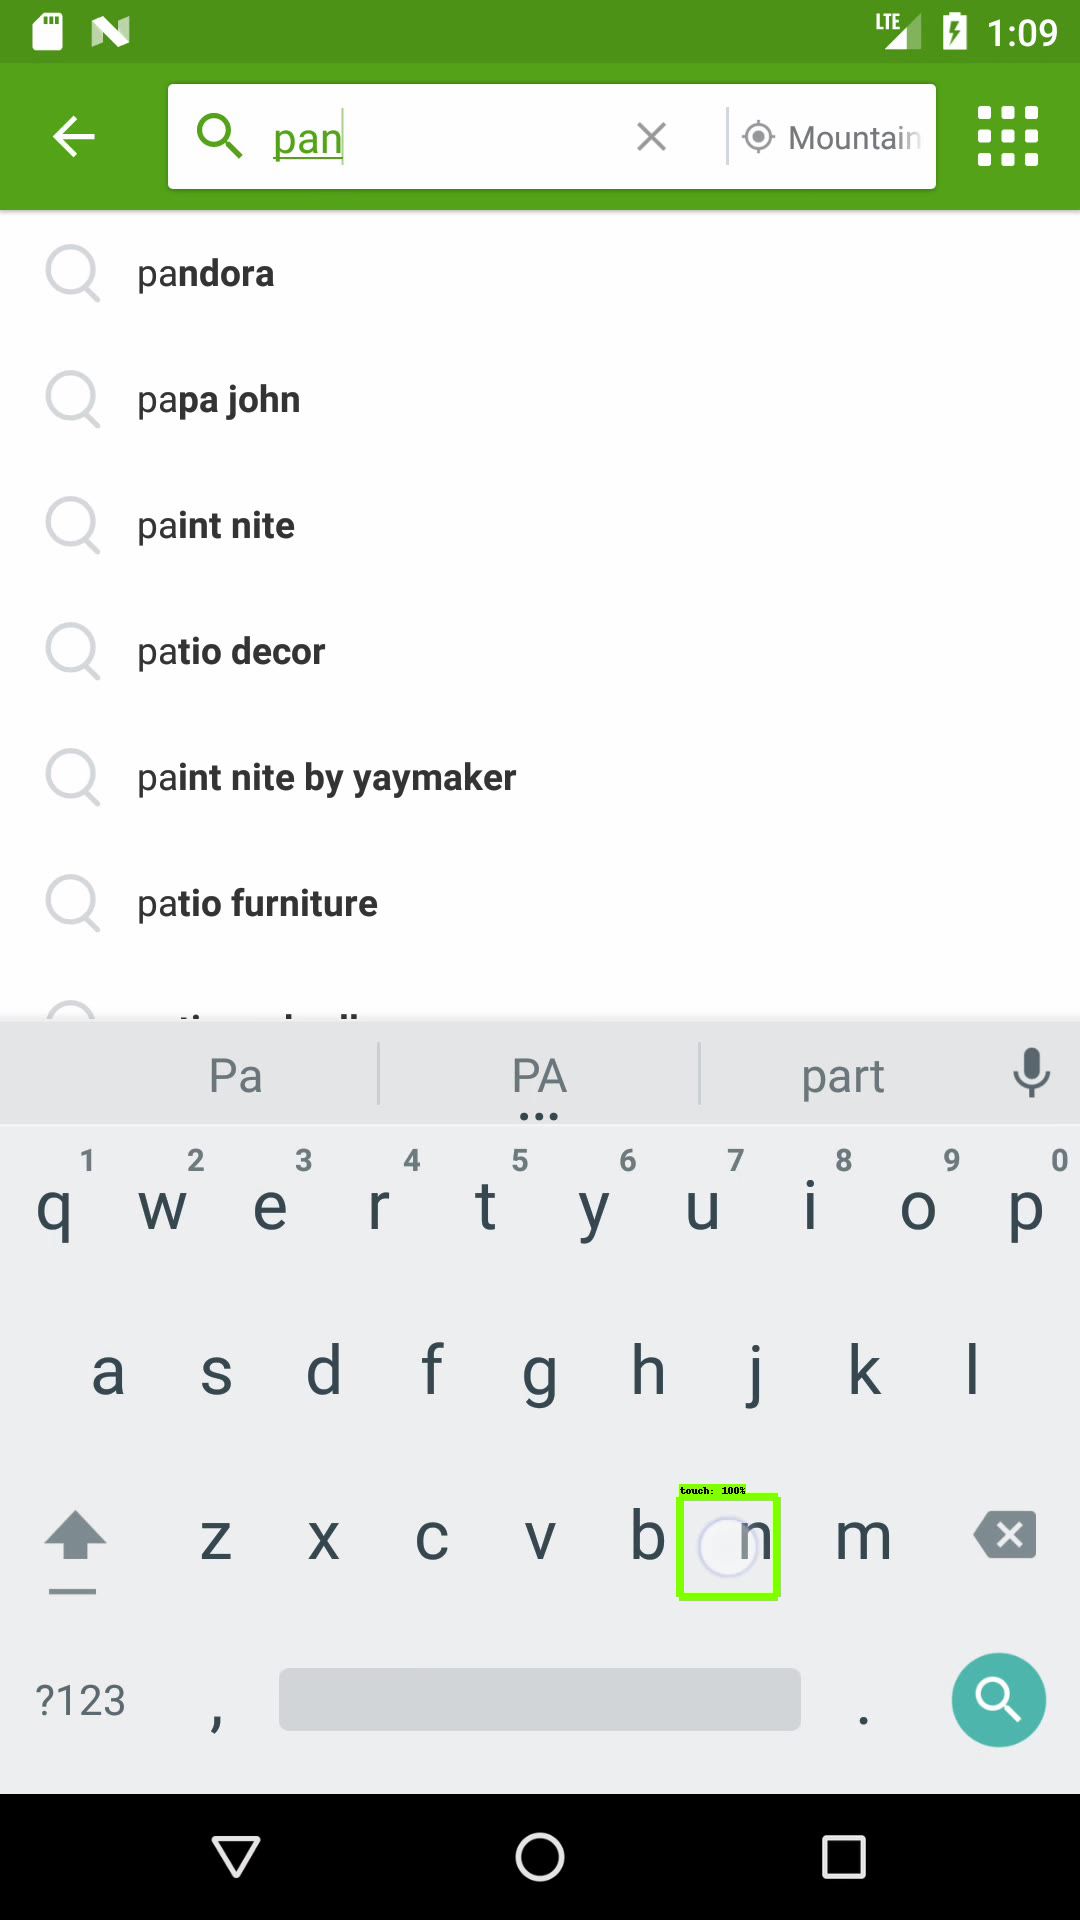 LTE 1:09
pan Mountain
pandora
papa john
paint nite
patio decor
paint nite by yaymaker
patio furniture
Pa PA part
1 2 3 4 5 6 7 8 9 0
q w e r t y u i o p
a s d f g h j k l
touch: 100%
z x c v b n m
?123 , .